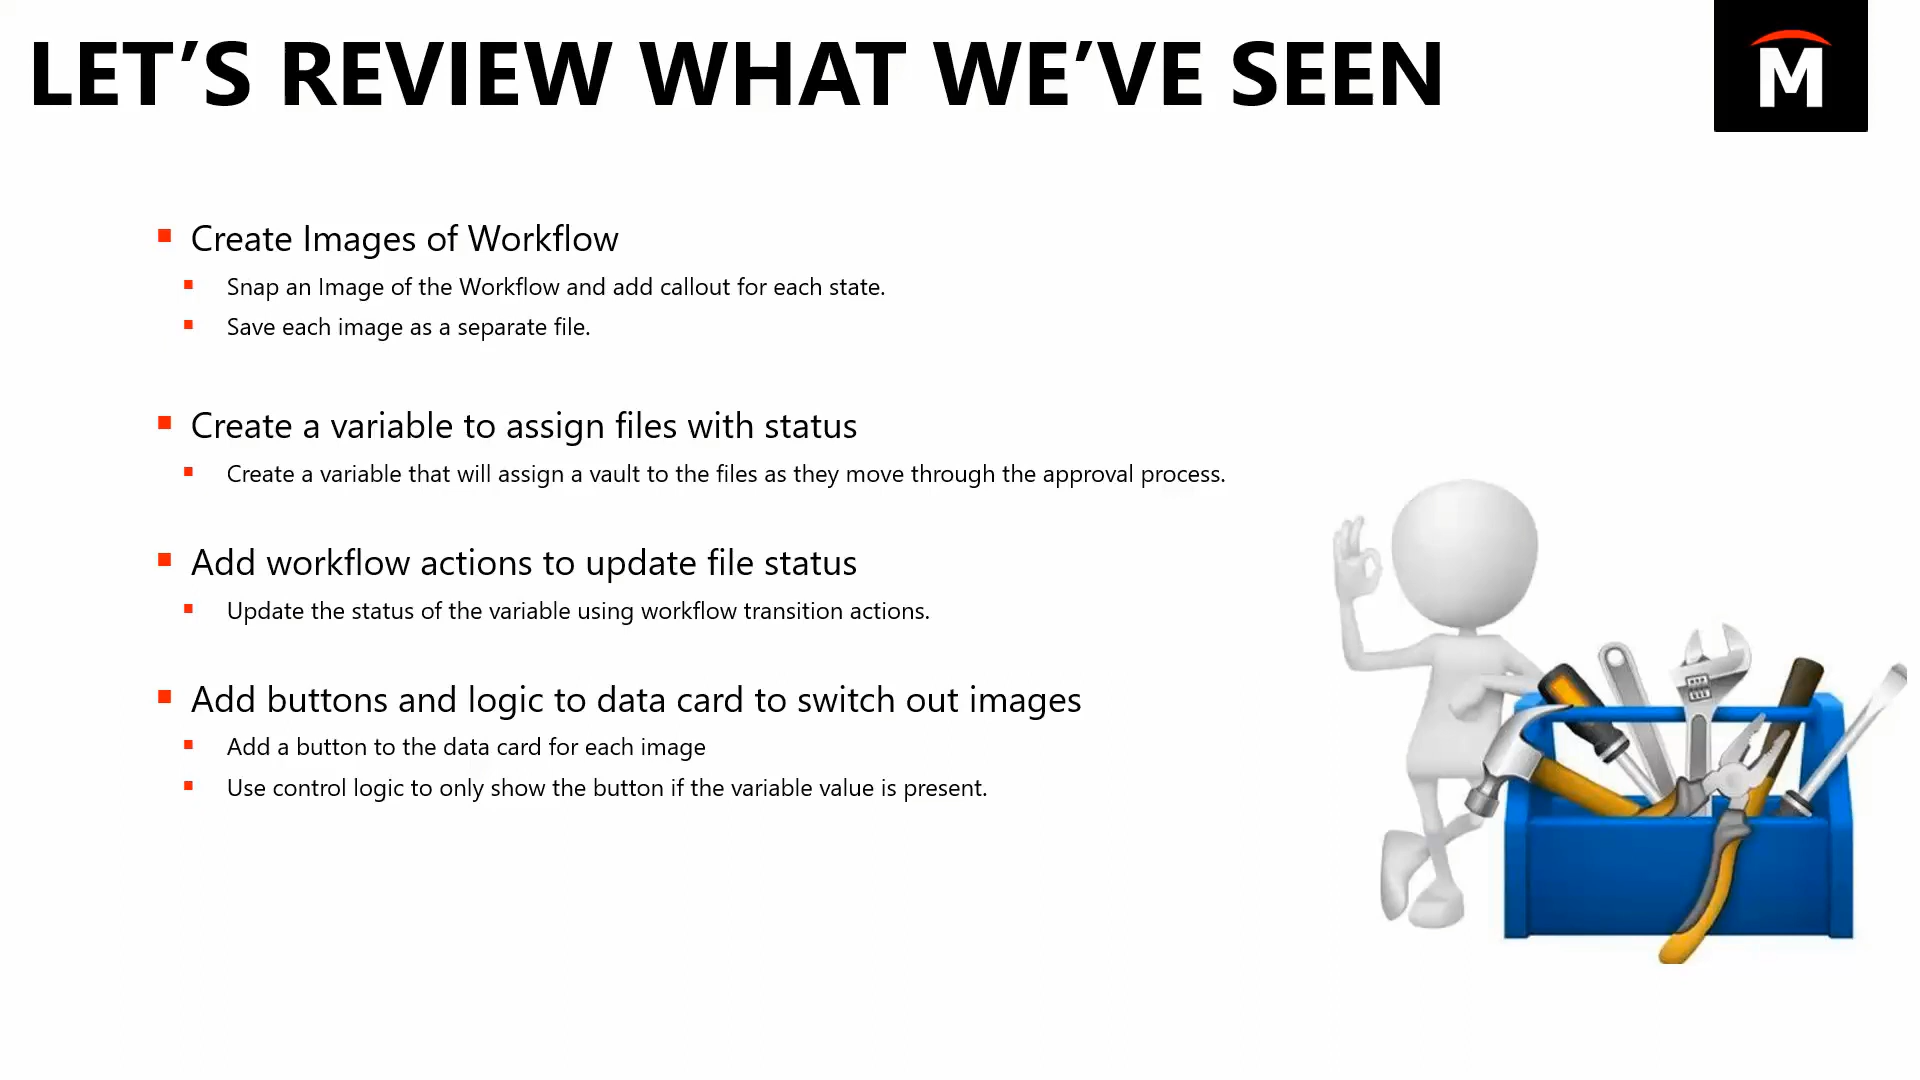 LET’S REVIEW WHAT WE’VE SEEN
M
Create Images of Workflow
Snap an Image of the Workflow and add callout for each state.
Save each image as a separate file.
Create a variable to assign files with status
Create a variable that will assign a vault to the files as they move through the approval process.
Add workflow actions to update file status
Update the status of the variable using workflow transition actions.
Add buttons and logic to data card to switch out images
Add a button to the data card for each image
Use control logic to only show the button if the variable value is present.